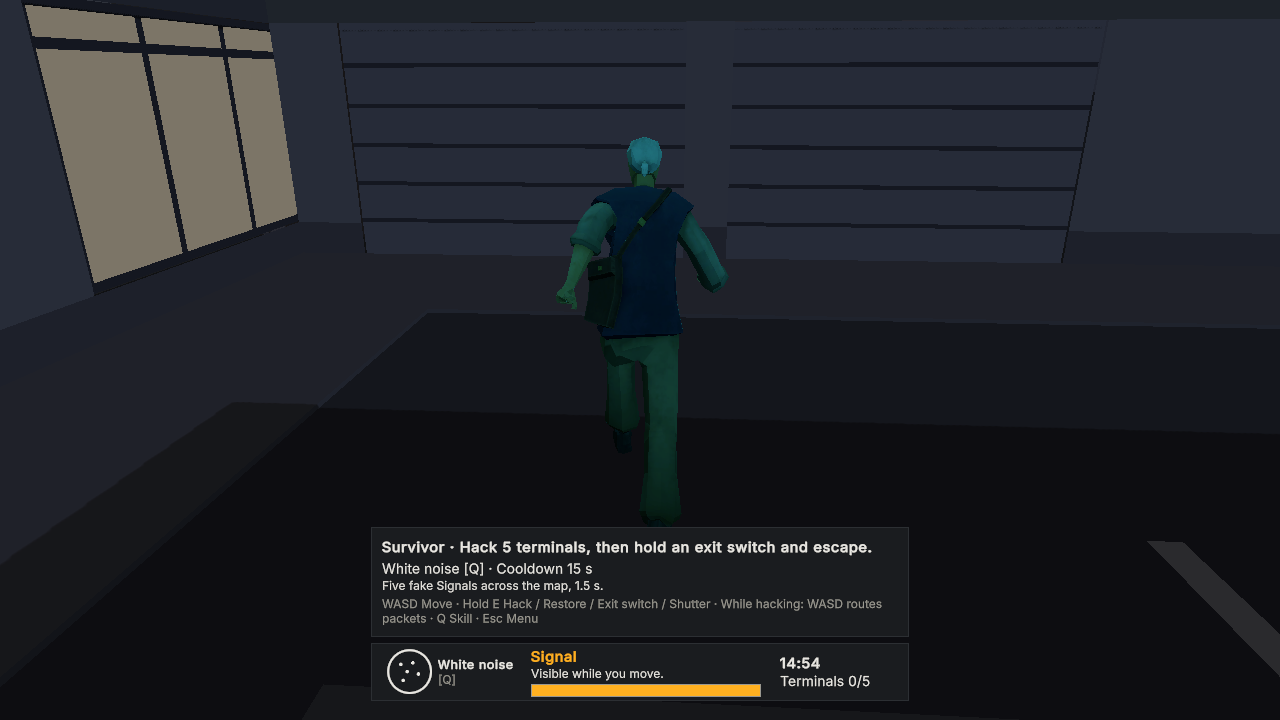 Survivor · Hack 5 terminals, then hold an exit switch and escape.
White noise [Q] · Cooldown 15 s
Five fake Signals across the map, 1.5 s.
WASD Move · Hold E Hack / Restore / Exit switch / Shutter · While hacking: WASD routes
packets · Q Skill · Esc Menu
White noise
[Q]
Signal
Visible while you move.
14:54
Terminals 0/5